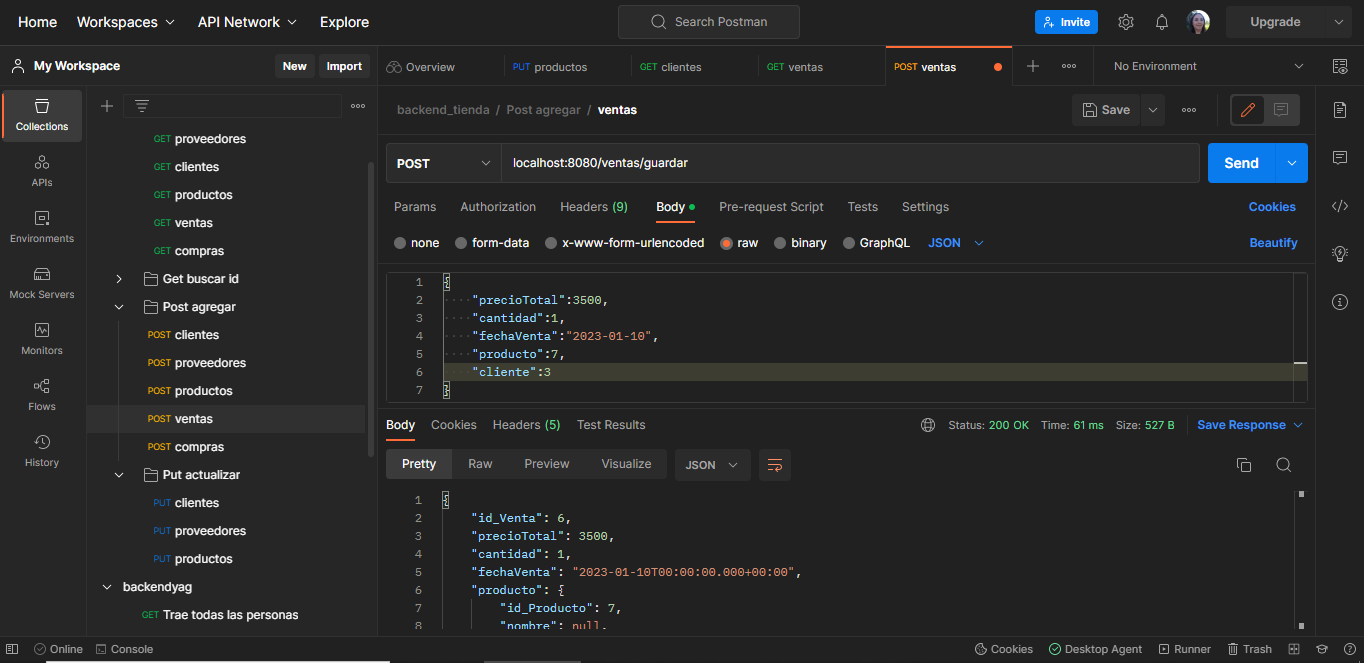 Home Workspaces API Network Explore Search Postman Invite Upgrade
My Workspace New Import Overview PUT productos GET clientes GET ventas POST ventas No Environment
Collections
APIs
Environments
Mock Servers
Monitors
Flows
History
GET proveedores
GET clientes
GET productos
GET ventas
GET compras
Get buscar id
Post agregar
POST clientes
POST proveedores
POST productos
POST ventas
POST compras
Put actualizar
PUT clientes
PUT proveedores
PUT productos
backendyag
GET Trae todas las personas
backend_tienda / Post agregar / ventas Save
POST localhost:8080/ventas/guardar Send
Params Authorization Headers (9) Body Pre-request Script Tests Settings Cookies
none form-data x-www-form-urlencoded raw binary GraphQL JSON Beautify
1 {
2 "precioTotal":3500,
3 "cantidad":1,
4 "fechaVenta":"2023-01-10",
5 "producto":7,
6 "cliente":3
7 }
Body Cookies Headers (5) Test Results Status: 200 OK Time: 61 ms Size: 527 B Save Response
Pretty Raw Preview Visualize JSON
1 {
2 "id_Venta": 6,
3 "precioTotal": 3500,
4 "cantidad": 1,
5 "fechaVenta": "2023-01-10T00:00:00.000+00:00",
6 "producto": {
7 "id_Producto": 7,
8 "nombre": null,
Online Console Cookies Desktop Agent Runner Trash